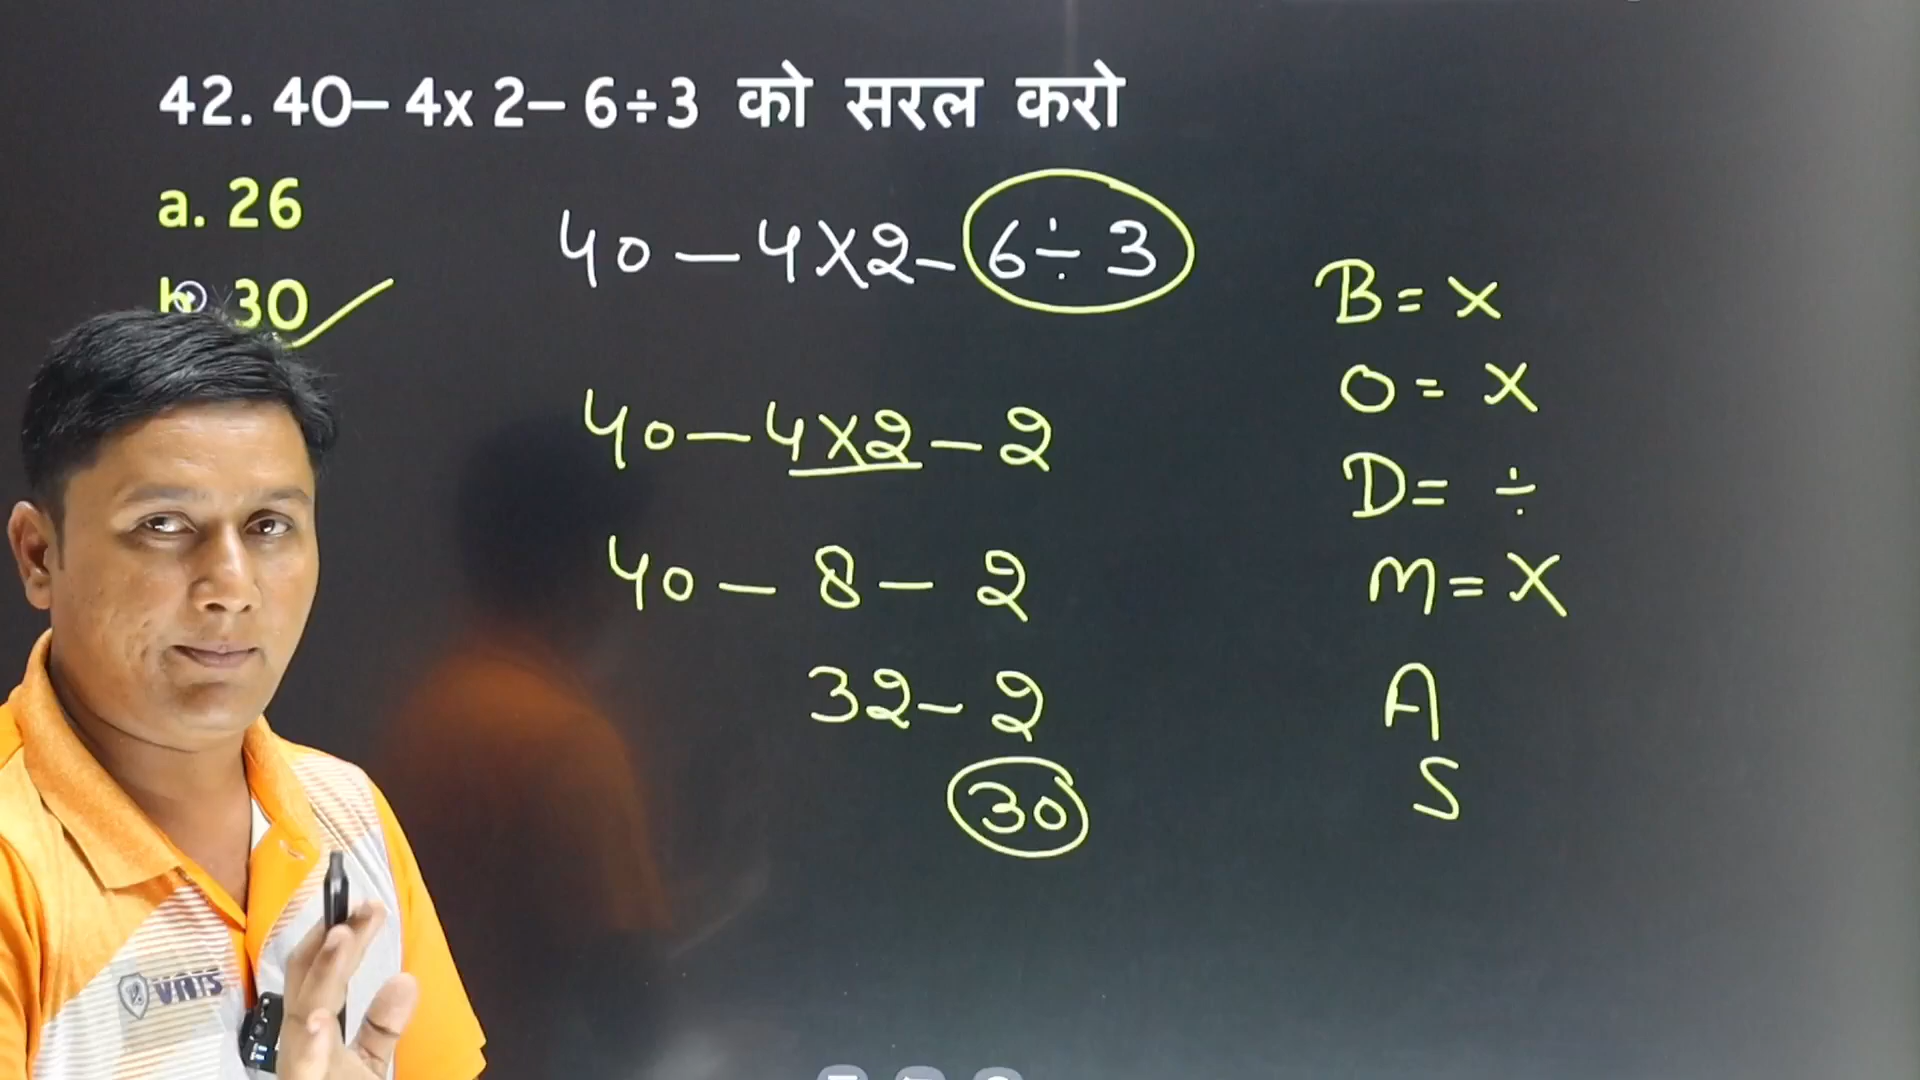 42. 40– 4x 2– 6÷3 को सरल करो
a. 26
b. 30
40 – 4X2 – 6÷3
40 – 4X2 – 2
40 – 8 – 2
32 – 2
30
B = X
O = X
D = ÷
M = X
A
S
VNIS